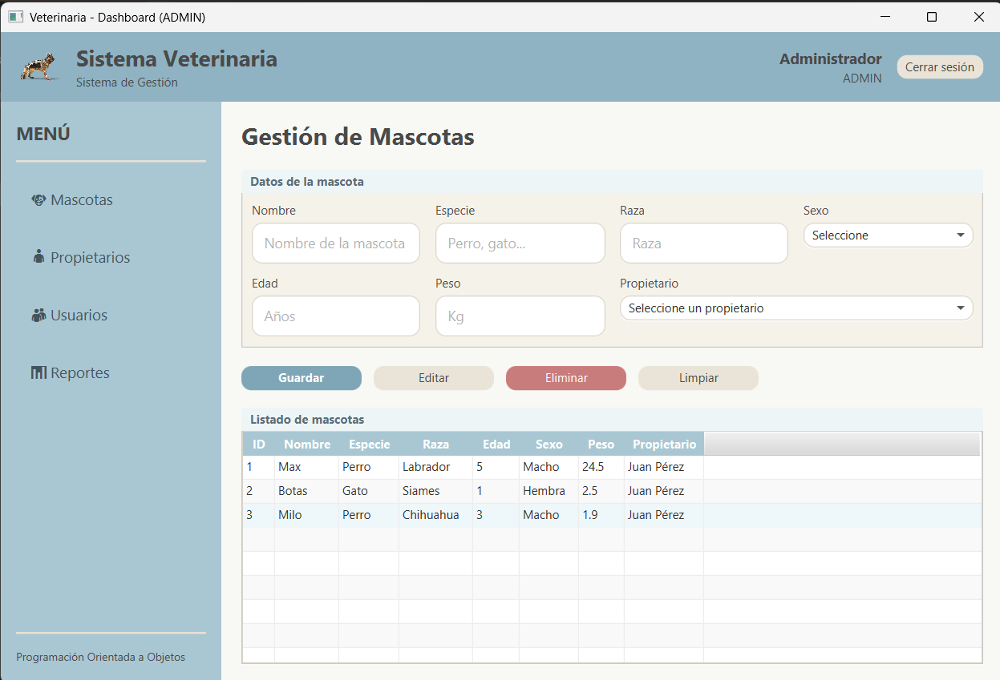 Veterinaria - Dashboard (ADMIN)
Sistema Veterinaria
Sistema de Gestión
Administrador
ADMIN
Cerrar sesión
MENÚ
Mascotas
Propietarios
Usuarios
Reportes
Programación Orientada a Objetos
Gestión de Mascotas
Datos de la mascota
Nombre Especie Raza Sexo
Nombre de la mascota Perro, gato... Raza Seleccione
Edad Peso Propietario
Años Kg Seleccione un propietario
Guardar Editar Eliminar Limpiar
Listado de mascotas
ID Nombre Especie Raza Edad Sexo Peso Propietario
1 Max Perro Labrador 5 Macho 24.5 Juan Pérez
2 Botas Gato Siames 1 Hembra 2.5 Juan Pérez
3 Milo Perro Chihuahua 3 Macho 1.9 Juan Pérez